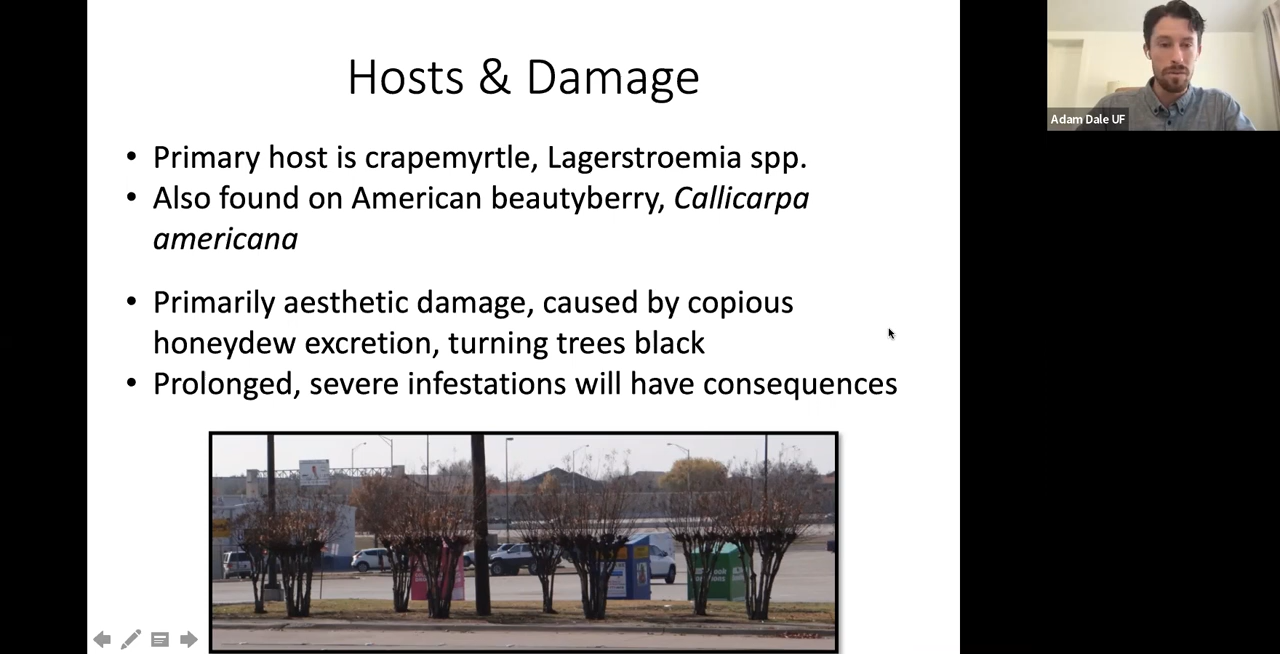 Hosts & Damage
• Primary host is crapemyrtle, Lagerstroemia spp.
• Also found on American beautyberry, Callicarpa
americana
• Primarily aesthetic damage, caused by copious
honeydew excretion, turning trees black
• Prolonged, severe infestations will have consequences
Adam Dale UF